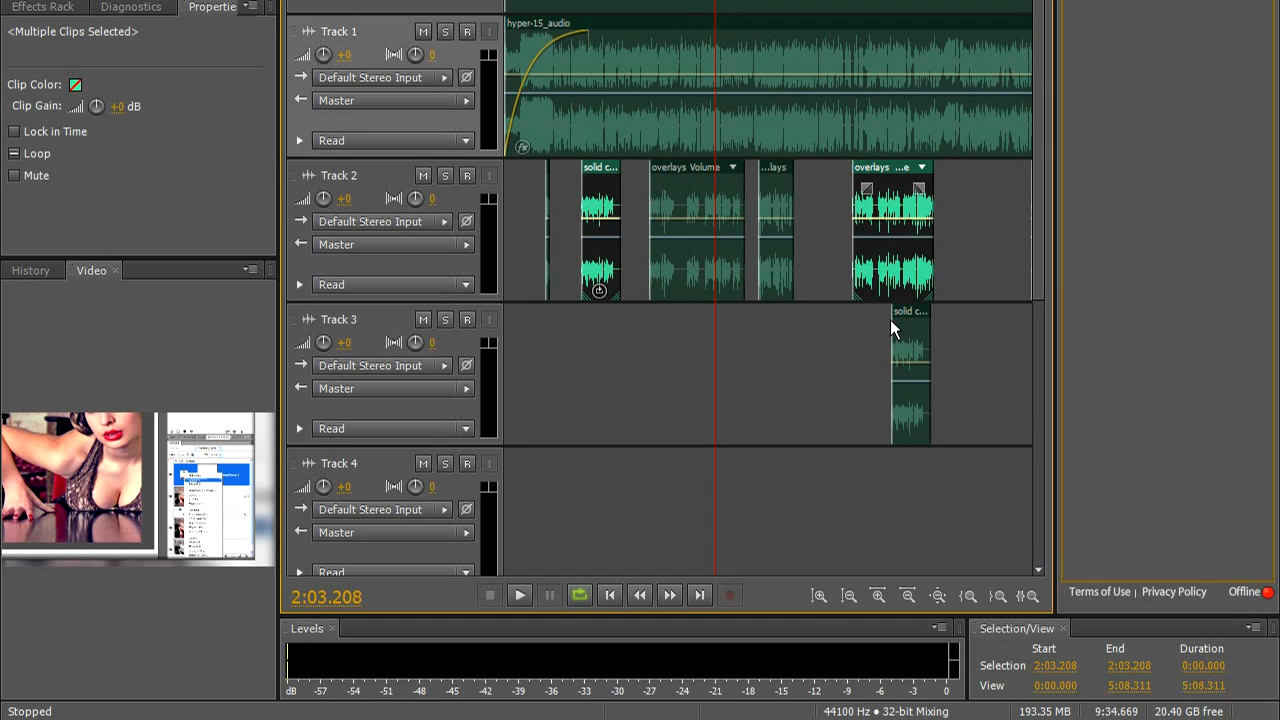 Effects Rack
Diagnostics
Propertie
<Multiple Clips Selected>
Clip Color:
Clip Gain:
+0 dB
Lock in Time
Loop
Mute
History
Video
hyper-15_audio
Track 1
M
S
R
I
+0
0
Default Stereo Input
Master
Read
fx
Track 2
M
S
R
I
+0
0
Default Stereo Input
Master
Read
solid c...
overlays Volume
...lays
overlays ...e
Track 3
M
S
R
I
+0
0
Default Stereo Input
Master
Read
solid c...
Track 4
M
S
R
I
+0
0
Default Stereo Input
Master
Read
2:03.208
Terms of Use | Privacy Policy
Offline
Levels
dB -57 -54 -51 -48 -45 -42 -39 -36 -33 -30 -27 -24 -21 -18 -15 -12 -9 -6 -3 0
Selection/View
Start End Duration
Selection 2:03.208 2:03.208 0:00.000
View 0:00.000 5:08.311 5:08.311
Stopped
44100 Hz ● 32-bit Mixing
193.35 MB
9:34.669
20.40 GB free